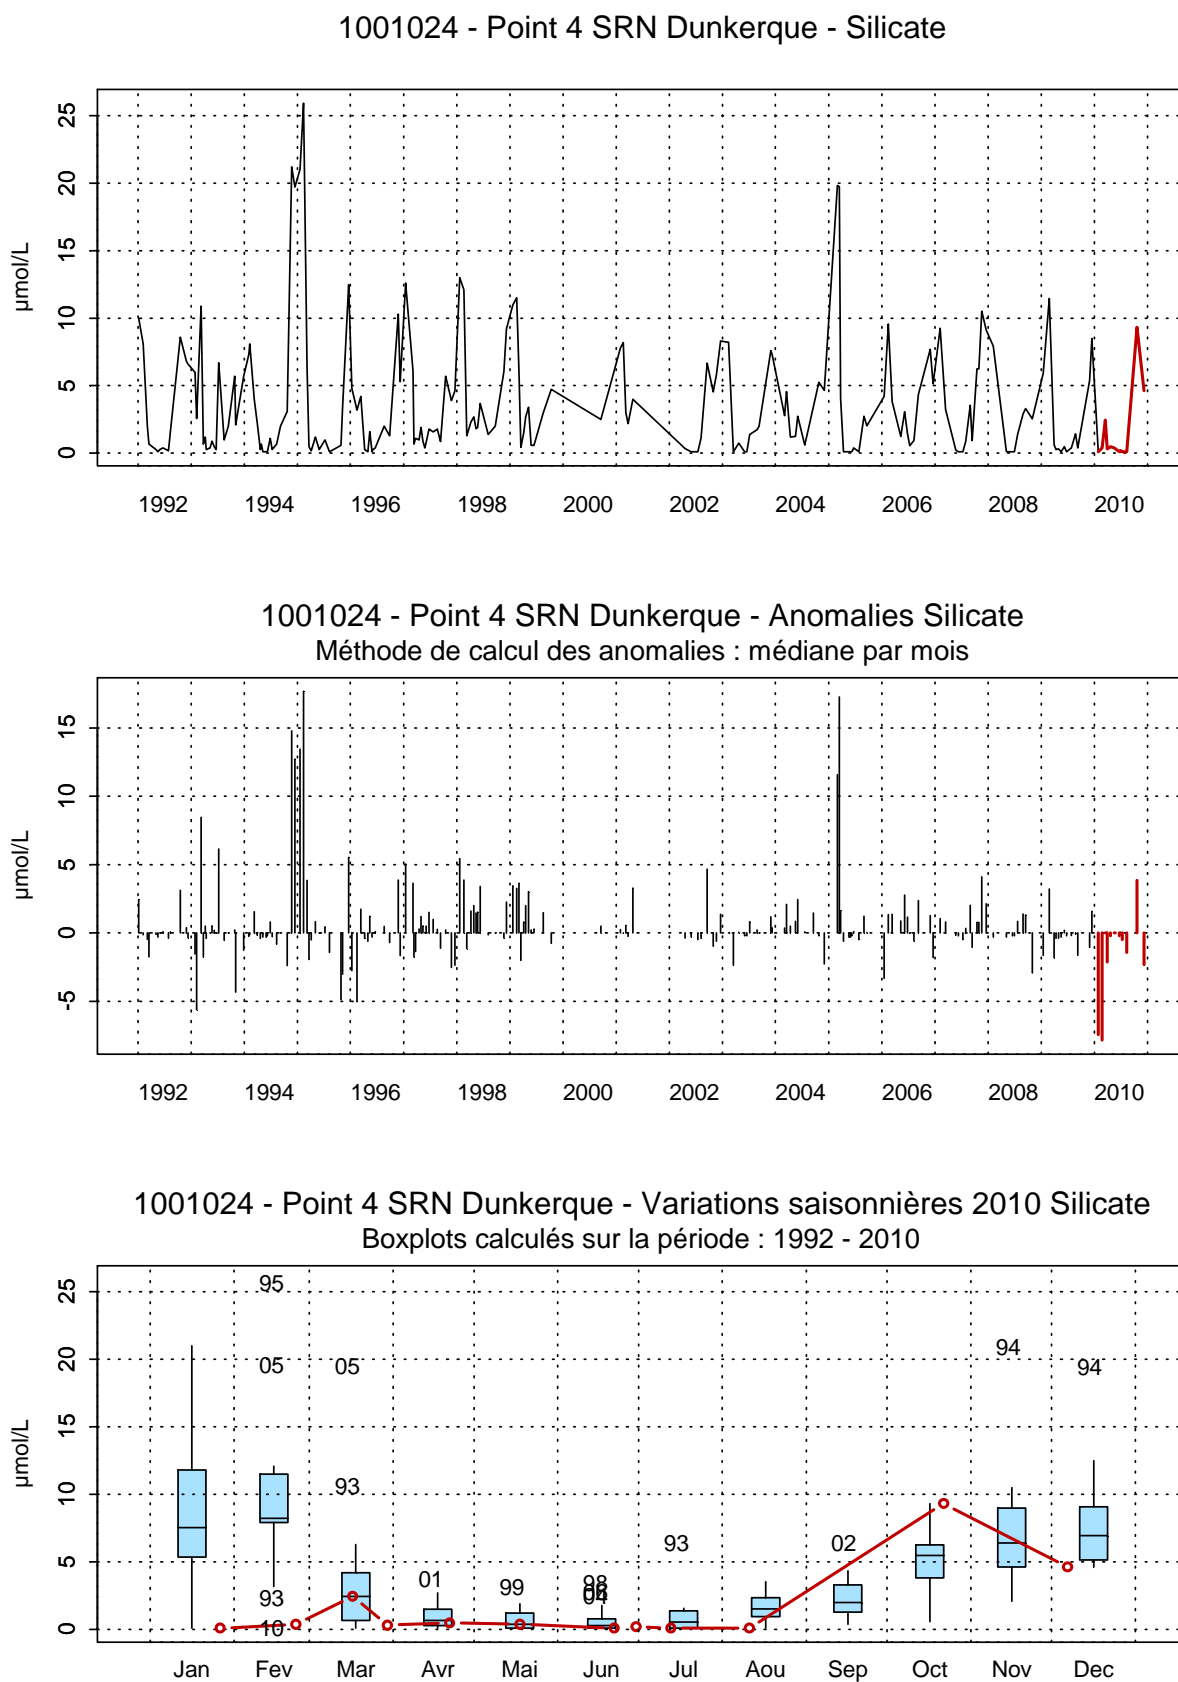 1001024 - Point 4 SRN Dunkerque - Silicate
25
20
15
10
5
0
µmol/L
1992 1994 1996 1998 2000 2002 2004 2006 2008 2010
1001024 - Point 4 SRN Dunkerque - Anomalies Silicate
Méthode de calcul des anomalies : médiane par mois
15
10
5
0
-5
µmol/L
1992 1994 1996 1998 2000 2002 2004 2006 2008 2010
1001024 - Point 4 SRN Dunkerque - Variations saisonnières 2010 Silicate
Boxplots calculés sur la période : 1992 - 2010
25
20
15
10
5
0
µmol/L
95
05 05 94 94
93
93 02
93 01 99 98
04
10
Jan Fev Mar Avr Mai Jun Jul Aou Sep Oct Nov Dec